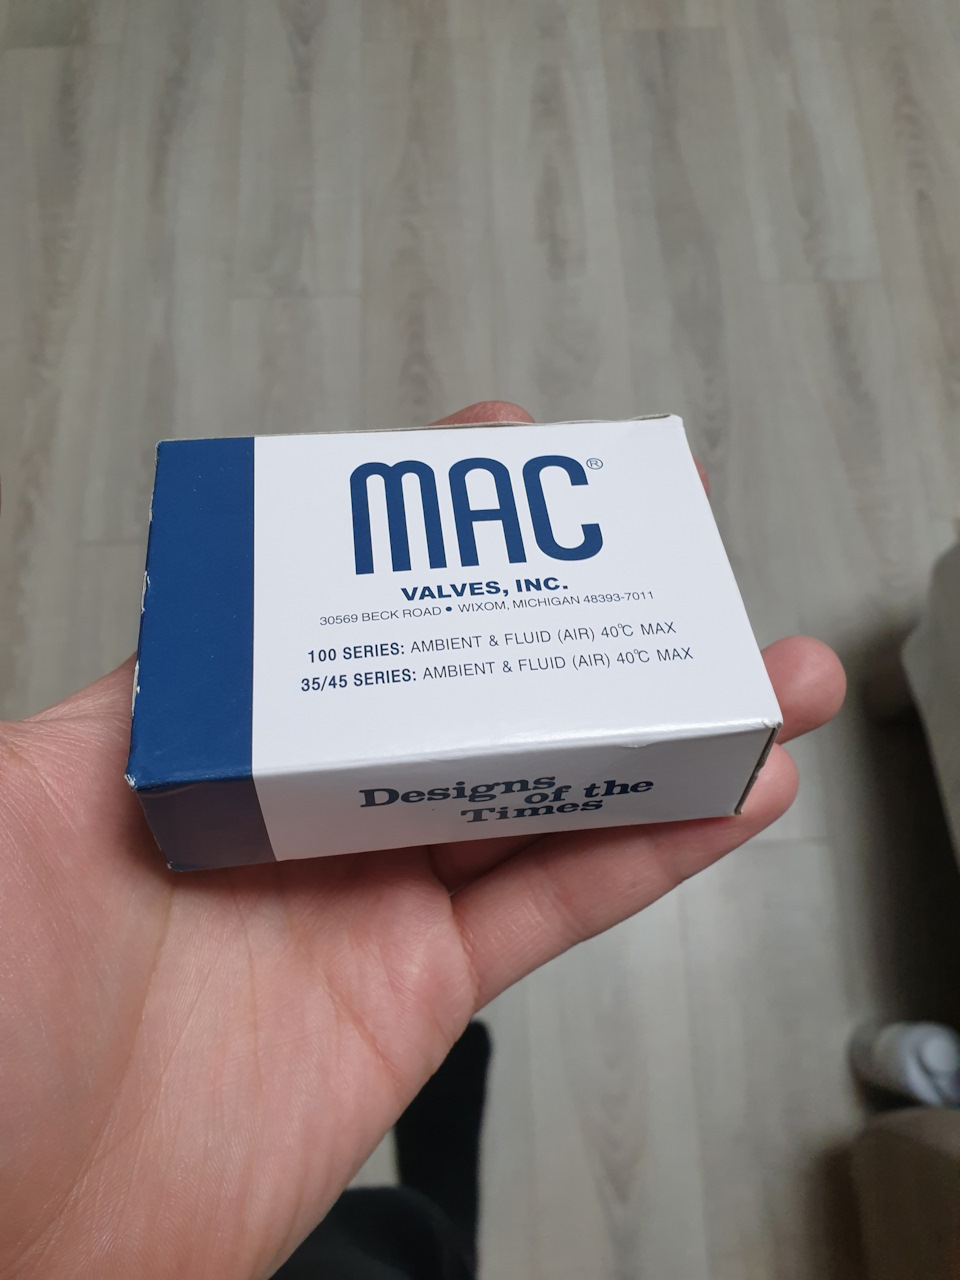 MAC®
VALVES, INC.
30569 BECK ROAD • WIXOM, MICHIGAN 48393-7011
100 SERIES: AMBIENT & FLUID (AIR) 40°C MAX
35/45 SERIES: AMBIENT & FLUID (AIR) 40°C MAX
Designs
of the
Times